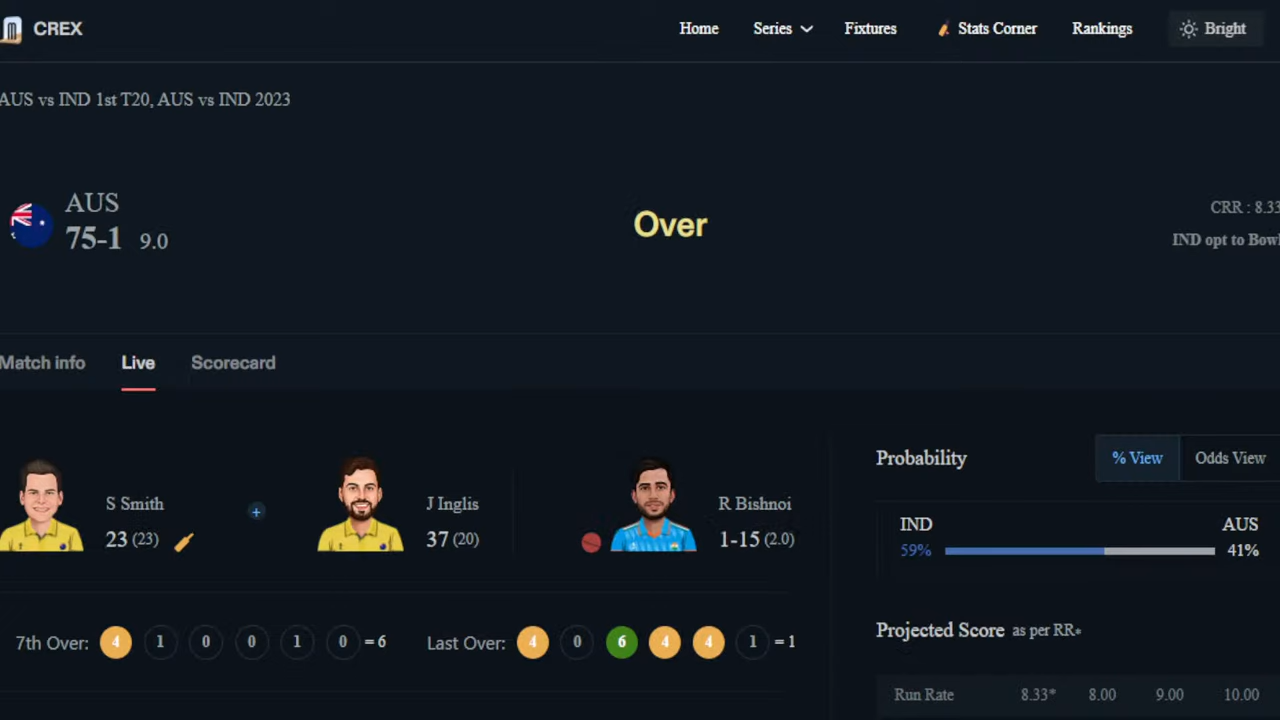 CREX Home Series Fixtures Stats Corner Rankings Bright
AUS vs IND 1st T20, AUS vs IND 2023
AUS
75-1 9.0
Over
CRR : 8.33
IND opt to Bowl
Match info Live Scorecard
S Smith
23 (23)
+
J Inglis
37 (20)
R Bishnoi
1-15 (2.0)
7th Over: 4 1 0 0 1 0 = 6
Last Over: 4 0 6 4 4 1 = 1
Probability % View Odds View
IND AUS
59% 41%
Projected Score as per RR*
Run Rate 8.33* 8.00 9.00 10.00